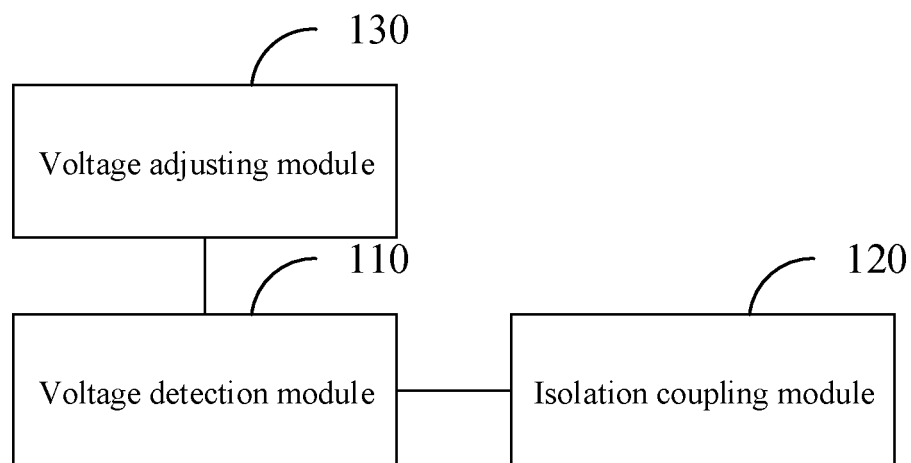 130
Voltage adjusting module
110
120
Voltage detection module
Isolation coupling module